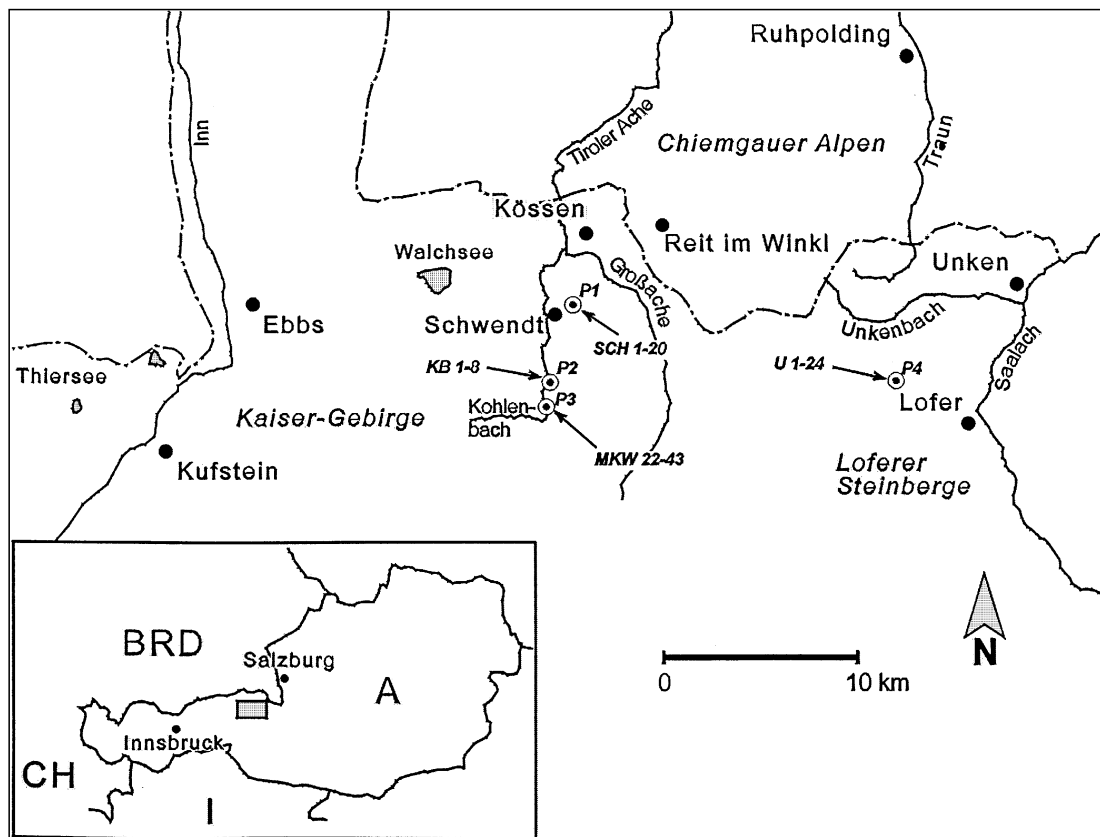 Ruhpolding
Inn
Tiroler Ache
Chiemgauer Alpen
Traun
Kössen
Reit im Winkl
Walchsee
Großache
Unken
Ebbs
Schwendt
P1
Unkenbach
SCH 1-20
Saalach
Thiersee
KB 1-8
P2
U 1-24
P4
Kaiser-Gebirge
Kohlen-
bach
P3
Lofer
Kufstein
MKW 22-43
Loferer
Steinberge
BRD
Salzburg
A
Innsbruck
CH
I
N
0
10 km